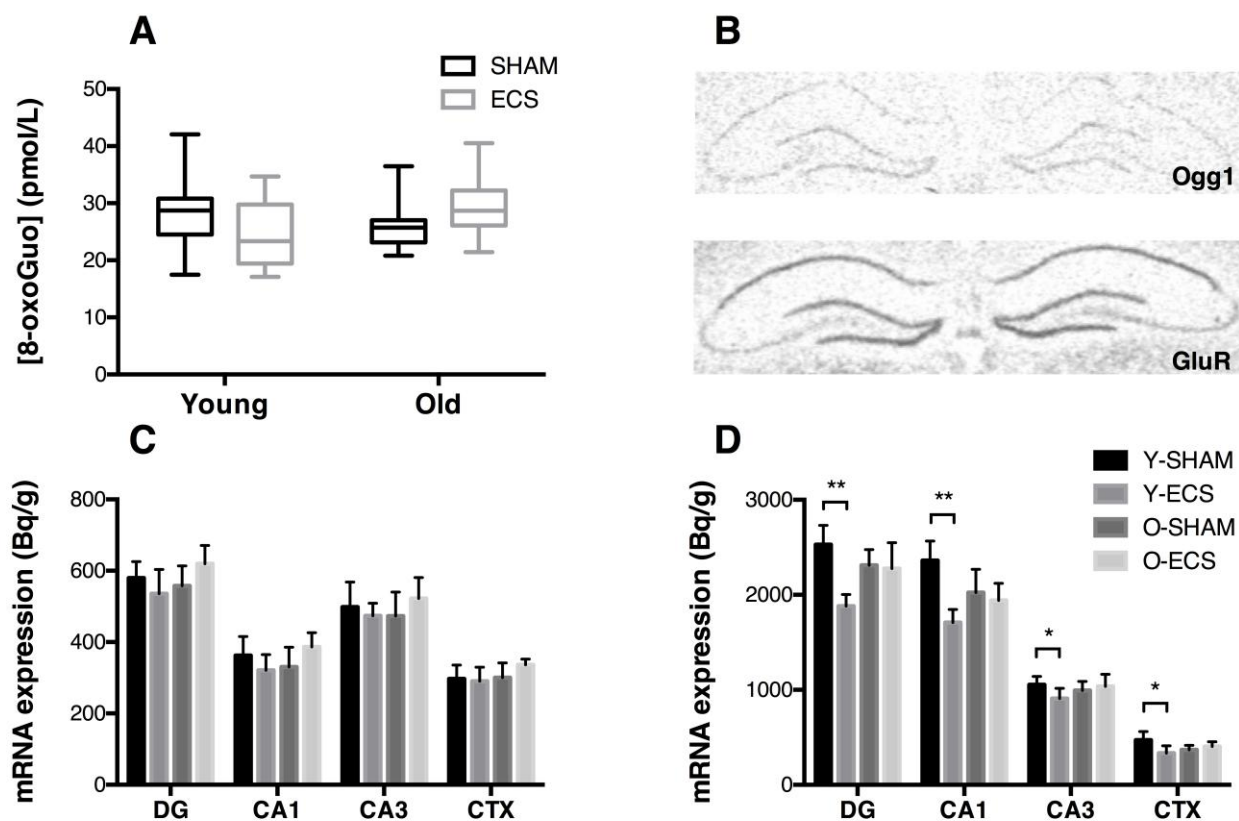 A
SHAM
ECS
[8-oxoGuo] (pmol/L)
50
40
30
20
10
0
Young Old
B
Ogg1
GluR
C
mRNA expression (Bq/g)
800
600
400
200
0
DG CA1 CA3 CTX
D
Y-SHAM
Y-ECS
O-SHAM
O-ECS
mRNA expression (Bq/g)
3000
2000
1000
0
** ** * *
DG CA1 CA3 CTX